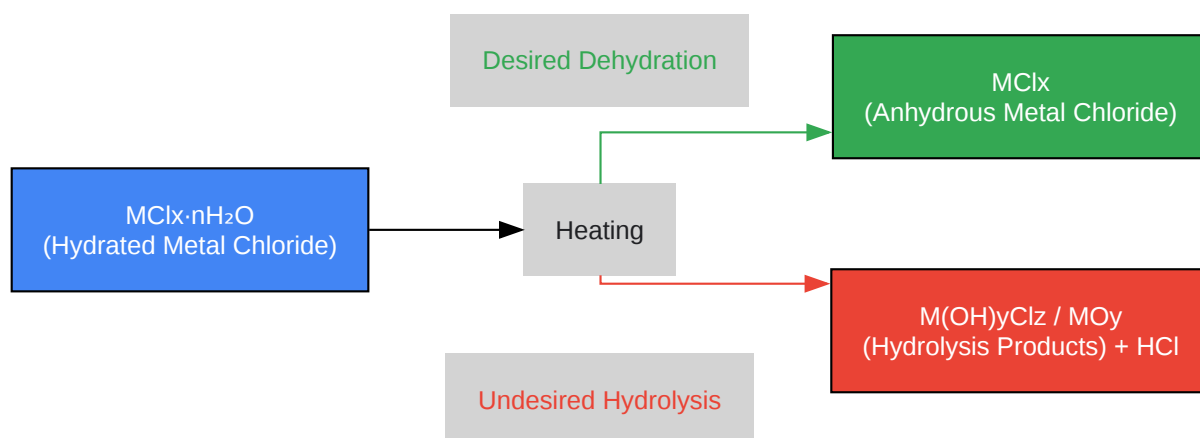 Desired Dehydration
MClx
(Anhydrous Metal Chloride)
MClx·nH₂O
(Hydrated Metal Chloride)
Heating
M(OH)yClz / MOy
(Hydrolysis Products) + HCl
Undesired Hydrolysis